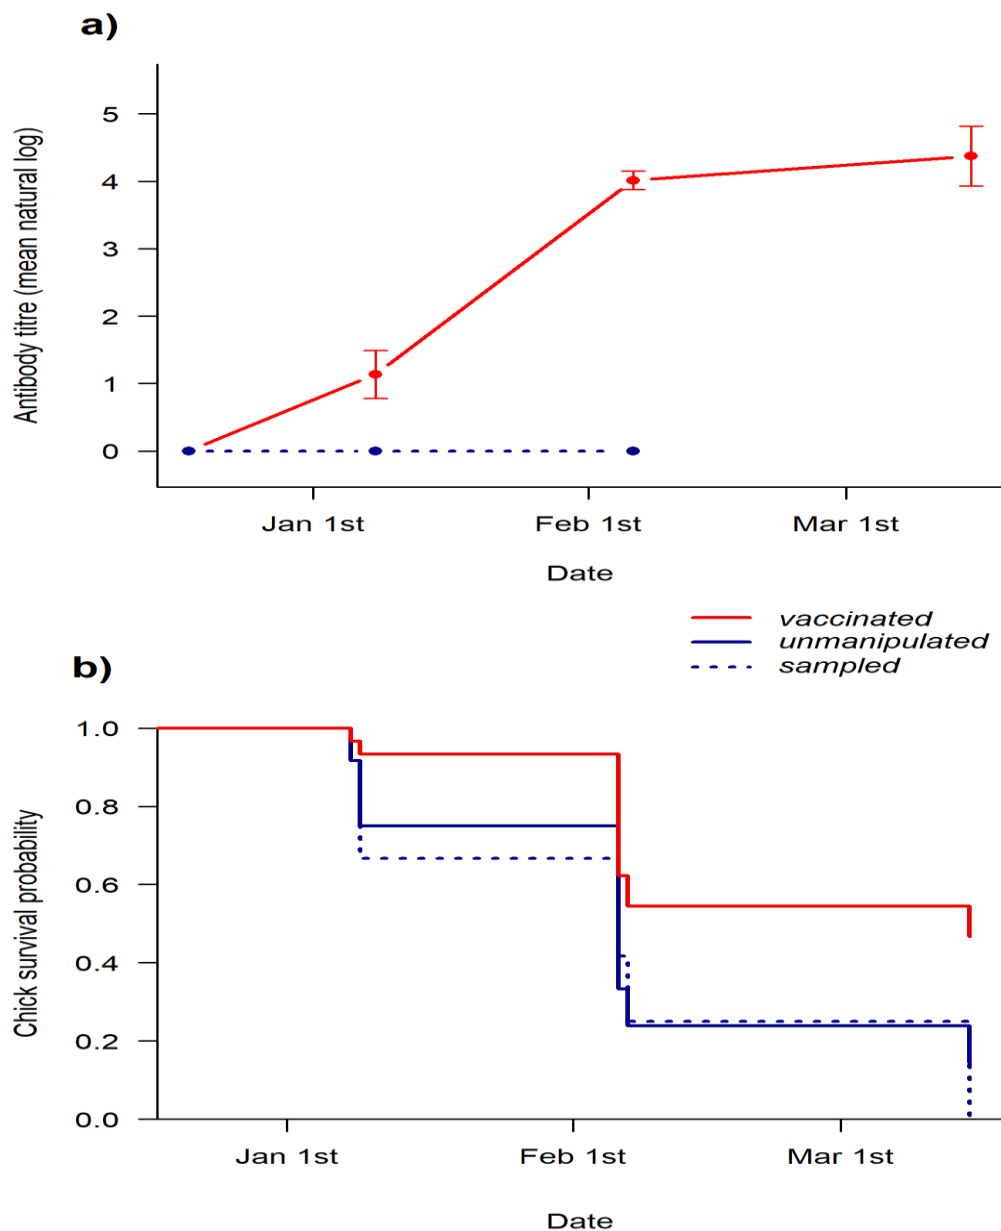 a)
Antibody titre (mean natural log)
5
4
3
2
1
0
Jan 1st Feb 1st Mar 1st
Date
vaccinated
unmanipulated
sampled
b)
Chick survival probability
1.0
0.8
0.6
0.4
0.2
0.0
Jan 1st Feb 1st Mar 1st
Date